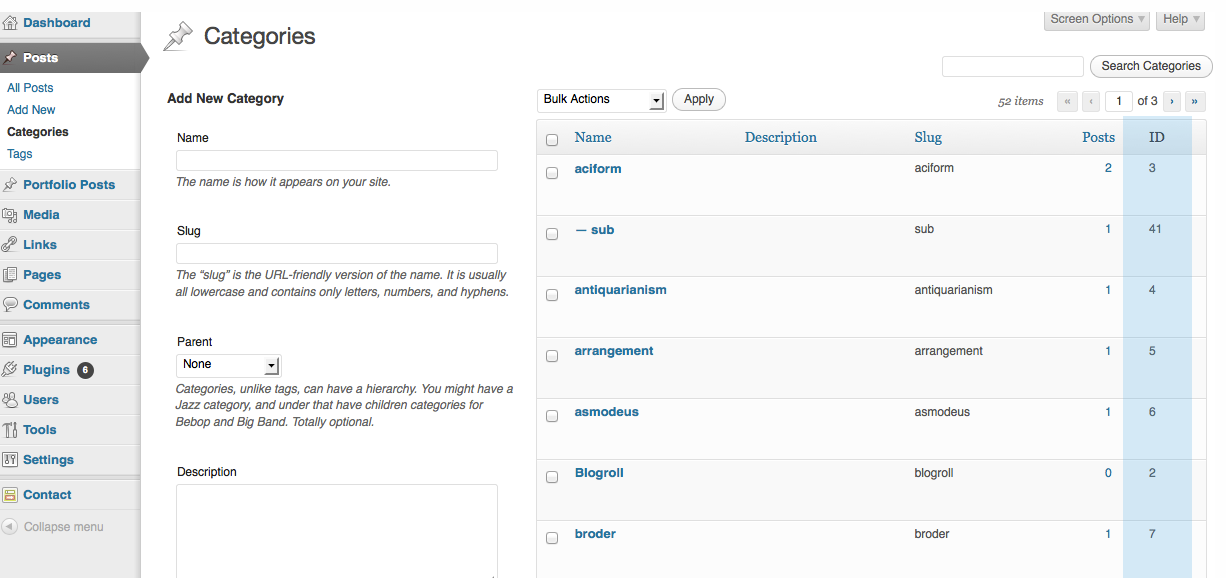 Dashboard
Posts
All Posts
Add New
Categories
Tags
Portfolio Posts
Media
Links
Pages
Comments
Appearance
Plugins 6
Users
Tools
Settings
Contact
Collapse menu
Screen Options
Help
Categories
Search Categories
Add New Category
Name
The name is how it appears on your site.
Slug
The “slug” is the URL-friendly version of the name. It is usually
all lowercase and contains only letters, numbers, and hyphens.
Parent
None
Categories, unlike tags, can have a hierarchy. You might have a
Jazz category, and under that have children categories for
Bebop and Big Band. Totally optional.
Description
Bulk Actions Apply 52 items « ‹ 1 of 3 › »
Name Description Slug Posts ID
aciform aciform 2 3
— sub sub 1 41
antiquarianism antiquarianism 1 4
arrangement arrangement 1 5
asmodeus asmodeus 1 6
Blogroll blogroll 0 2
broder broder 1 7